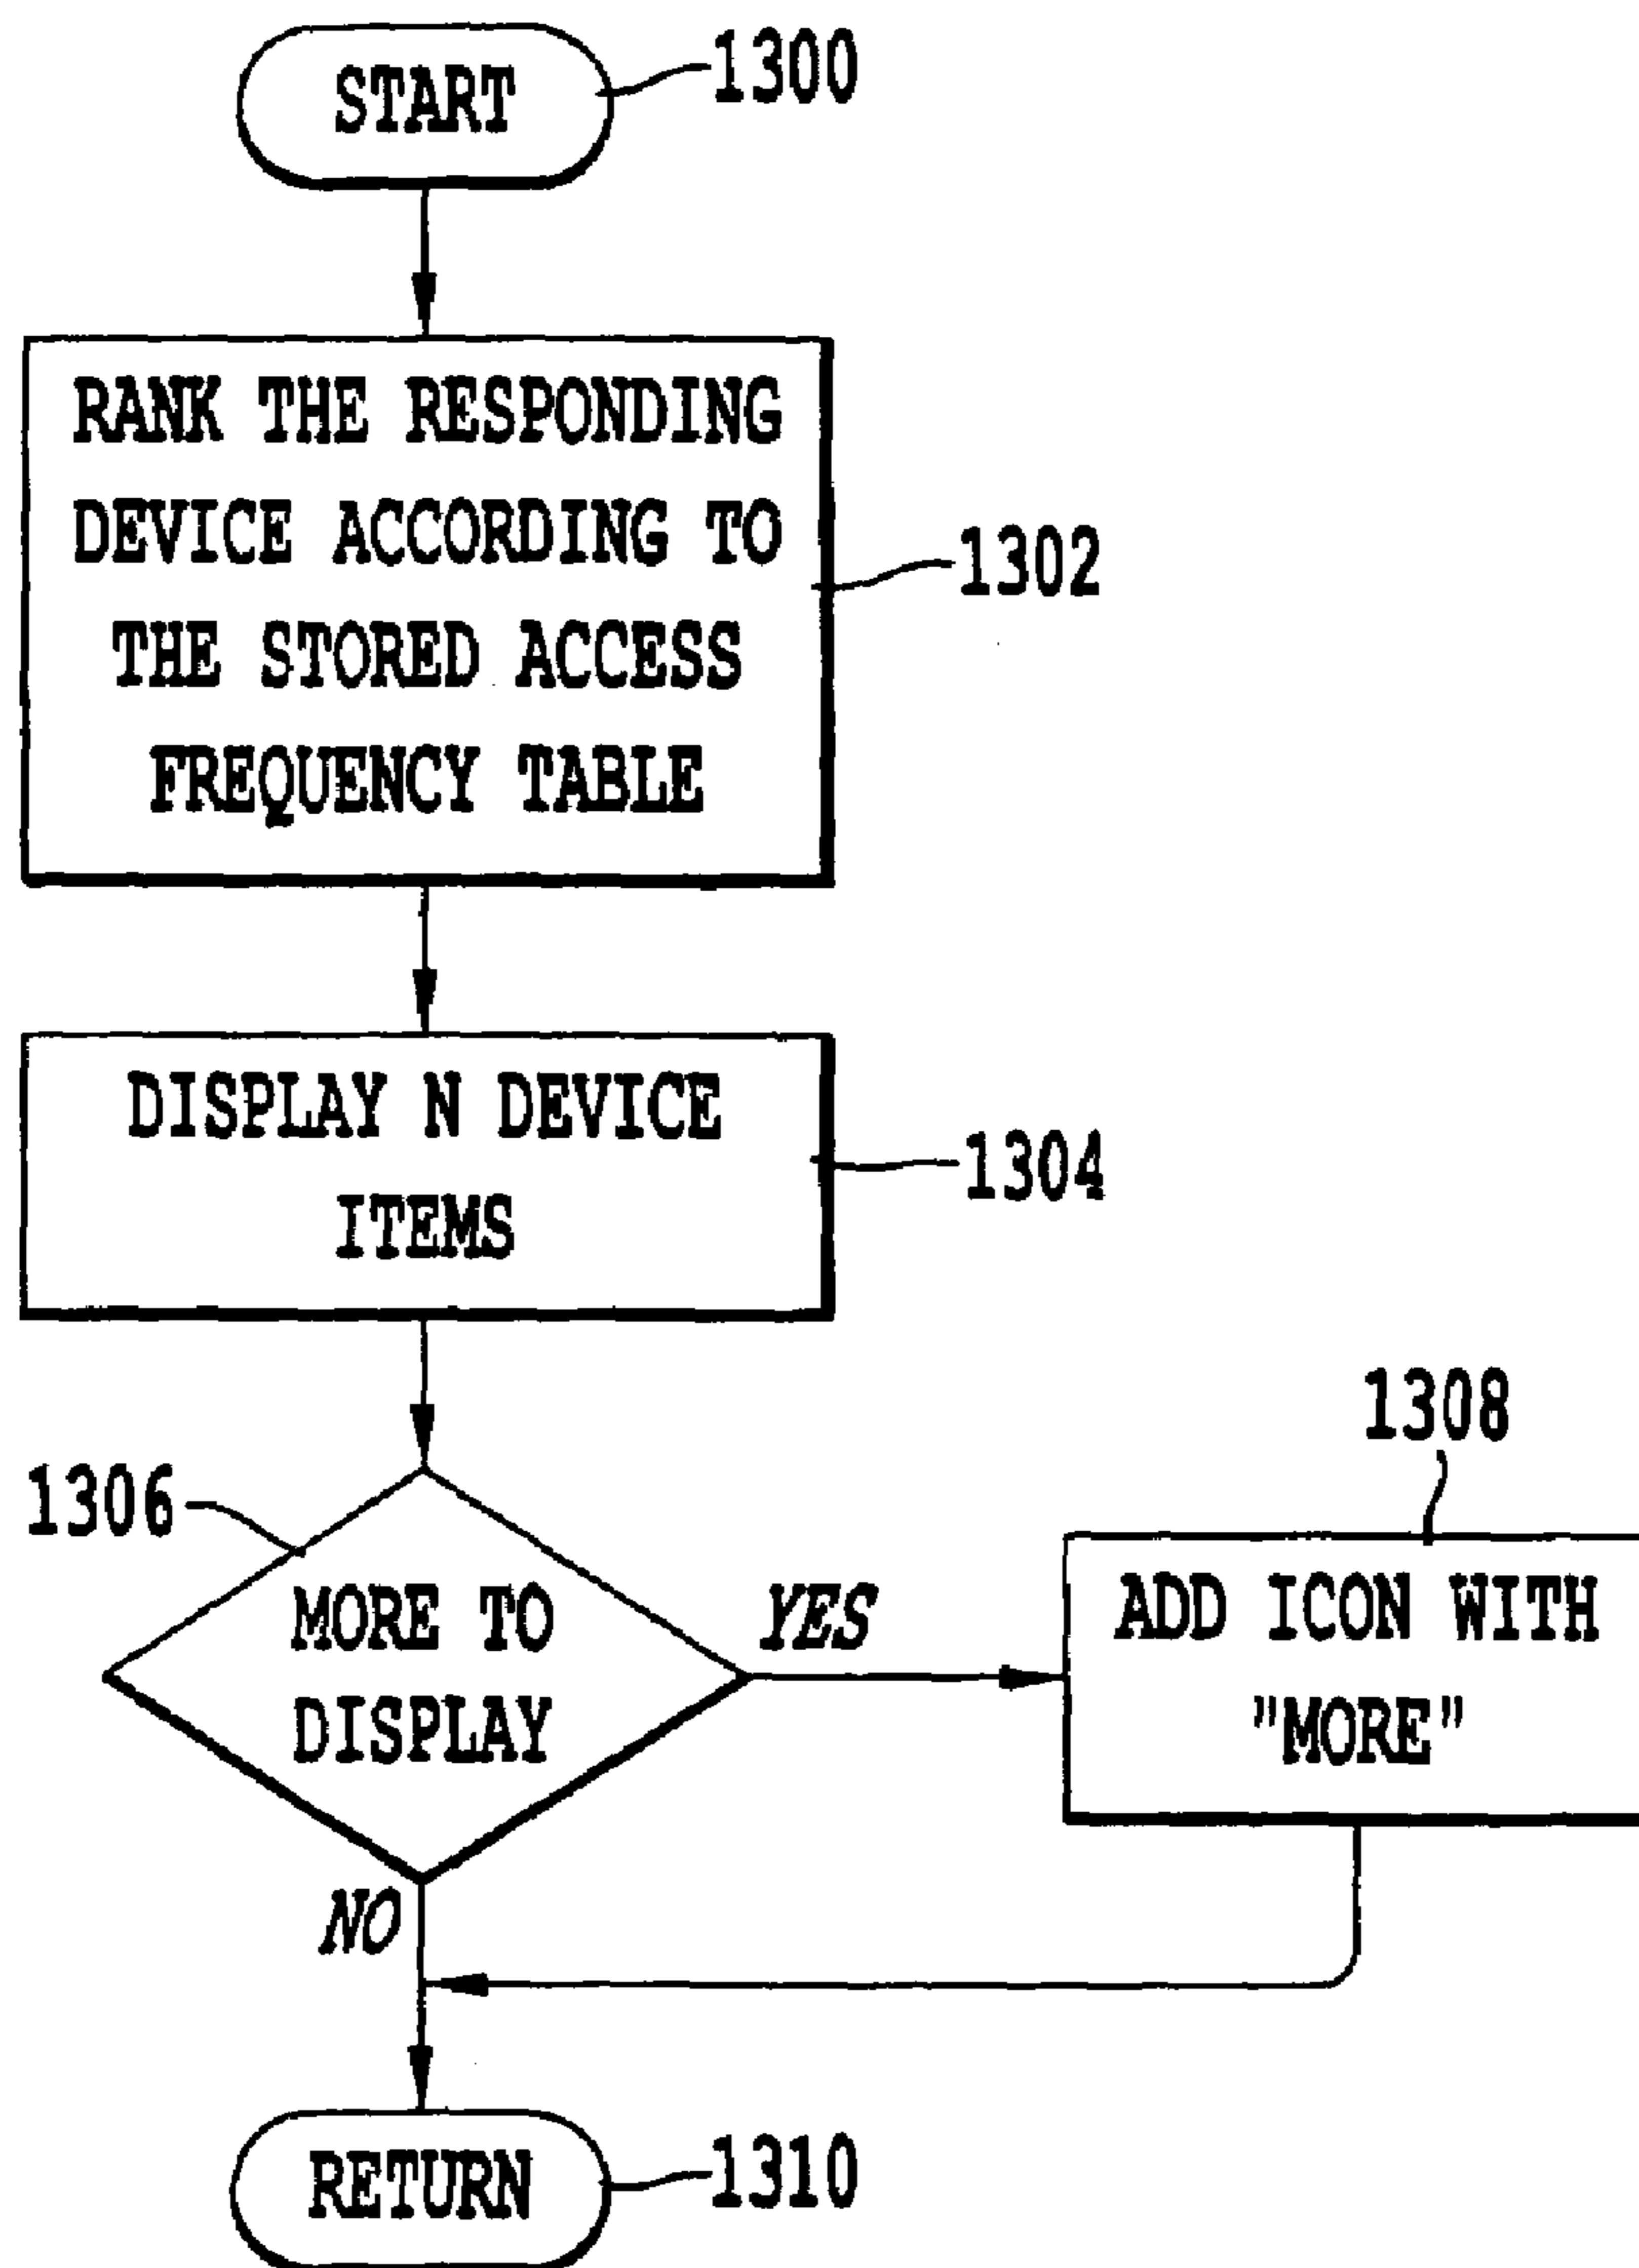 START
1300
RANK THE RESPONDING
DEVICE ACCORDING TO
THE STORED ACCESS
FREQUENCY TABLE
1302
DISPLAY N DEVICE
ITEMS
1304
1306
MORE TO
DISPLAY
YES
NO
1308
ADD ICON WITH
"MORE"
RETURN
1310